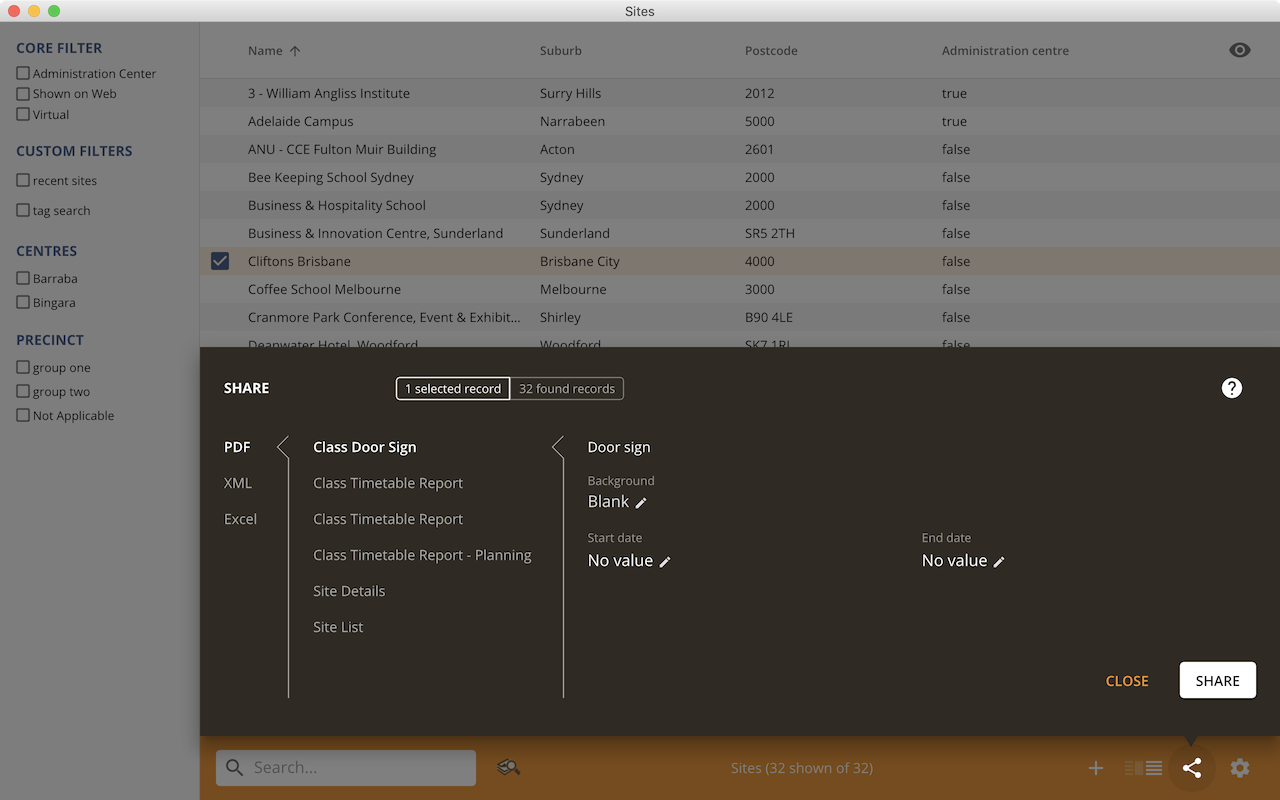 Sites
CORE FILTER
Administration Center
Shown on Web
Virtual
CUSTOM FILTERS
recent sites
tag search
CENTRES
Barraba
Bingara
PRECINCT
group one
group two
Not Applicable
Name Suburb Postcode Administration centre
3 - William Angliss Institute Surry Hills 2012 true
Adelaide Campus Narrabeen 5000 true
ANU - CCE Fulton Muir Building Acton 2601 false
Bee Keeping School Sydney Sydney 2000 false
Business & Hospitality School Sydney 2000 false
Business & Innovation Centre, Sunderland Sunderland SR5 2TH false
Cliftons Brisbane Brisbane City 4000 false
Coffee School Melbourne Melbourne 3000 false
Cranmore Park Conference, Event & Exhibit... Shirley B90 4LE false
Deanwater Hotel, Woodford Woodford SK7 1RJ false
SHARE 1 selected record 32 found records ?
PDF
XML
Excel
Class Door Sign
Class Timetable Report
Class Timetable Report
Class Timetable Report - Planning
Site Details
Site List
Door sign
Background
Blank
Start date End date
No value No value
CLOSE SHARE
Search... Sites (32 shown of 32)